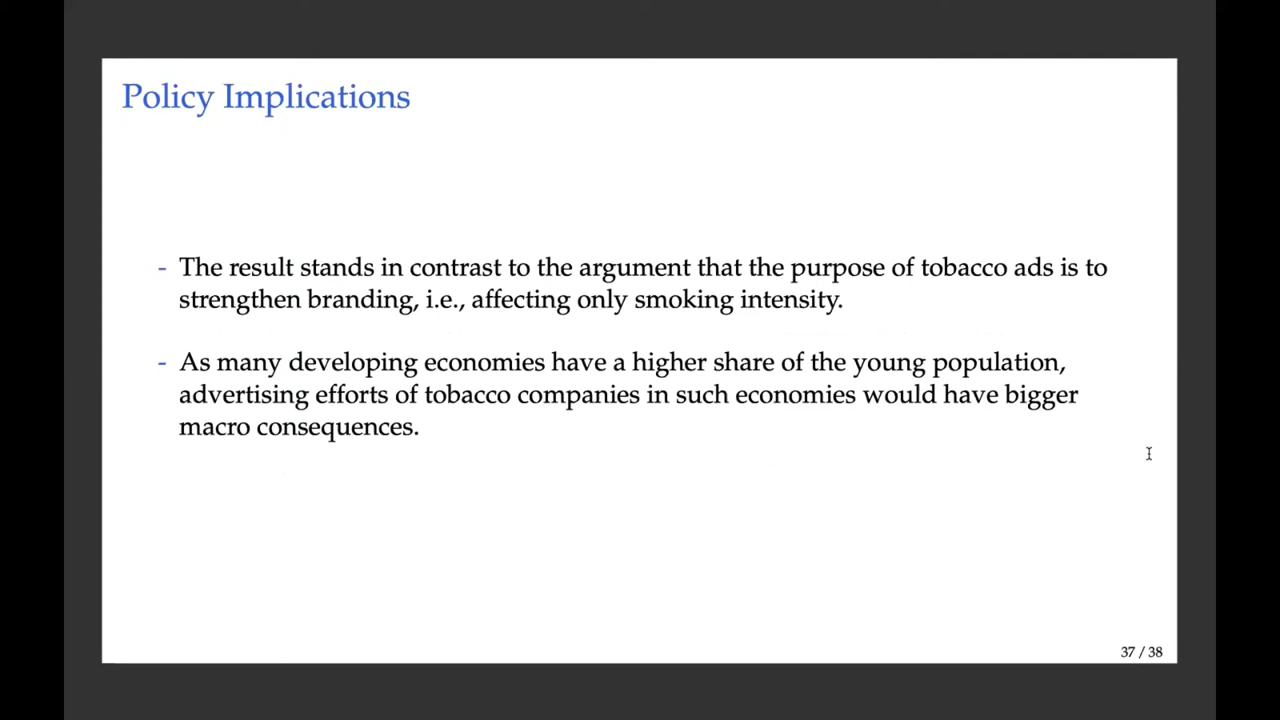 Policy Implications
- The result stands in contrast to the argument that the purpose of tobacco ads is to
strengthen branding, i.e., affecting only smoking intensity.
- As many developing economies have a higher share of the young population,
advertising efforts of tobacco companies in such economies would have bigger
macro consequences.
37 / 38